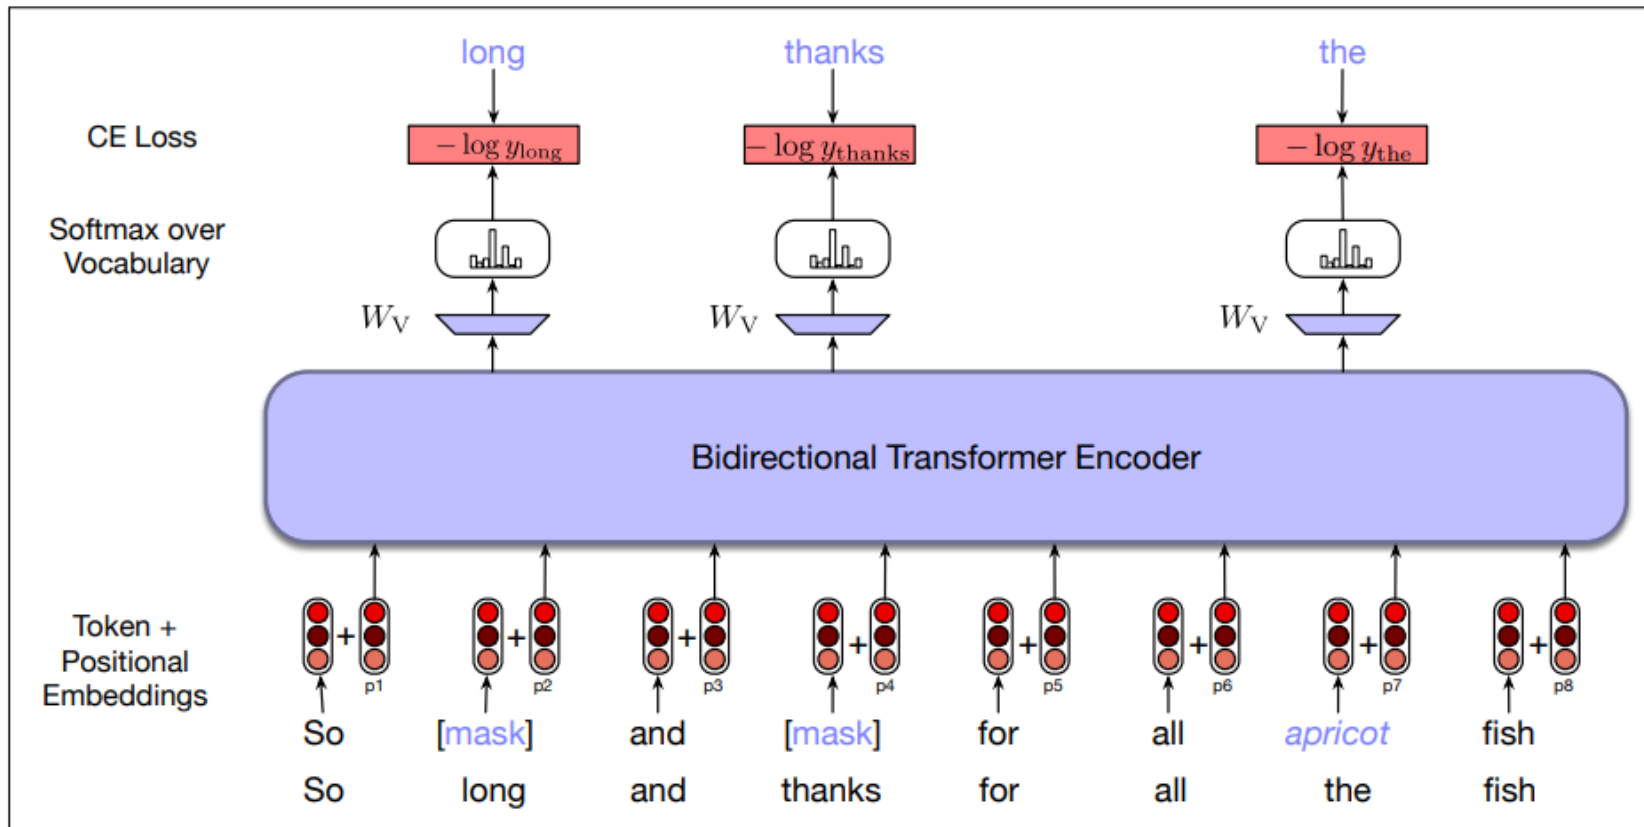 long thanks the
CE Loss
− log y_long − log y_thanks − log y_the
Softmax over
Vocabulary
W_V W_V W_V
Bidirectional Transformer Encoder
Token +
Positional
Embeddings
+ + + + + + + +
p1 p2 p3 p4 p5 p6 p7 p8
So [mask] and [mask] for all apricot fish
So long and thanks for all the fish